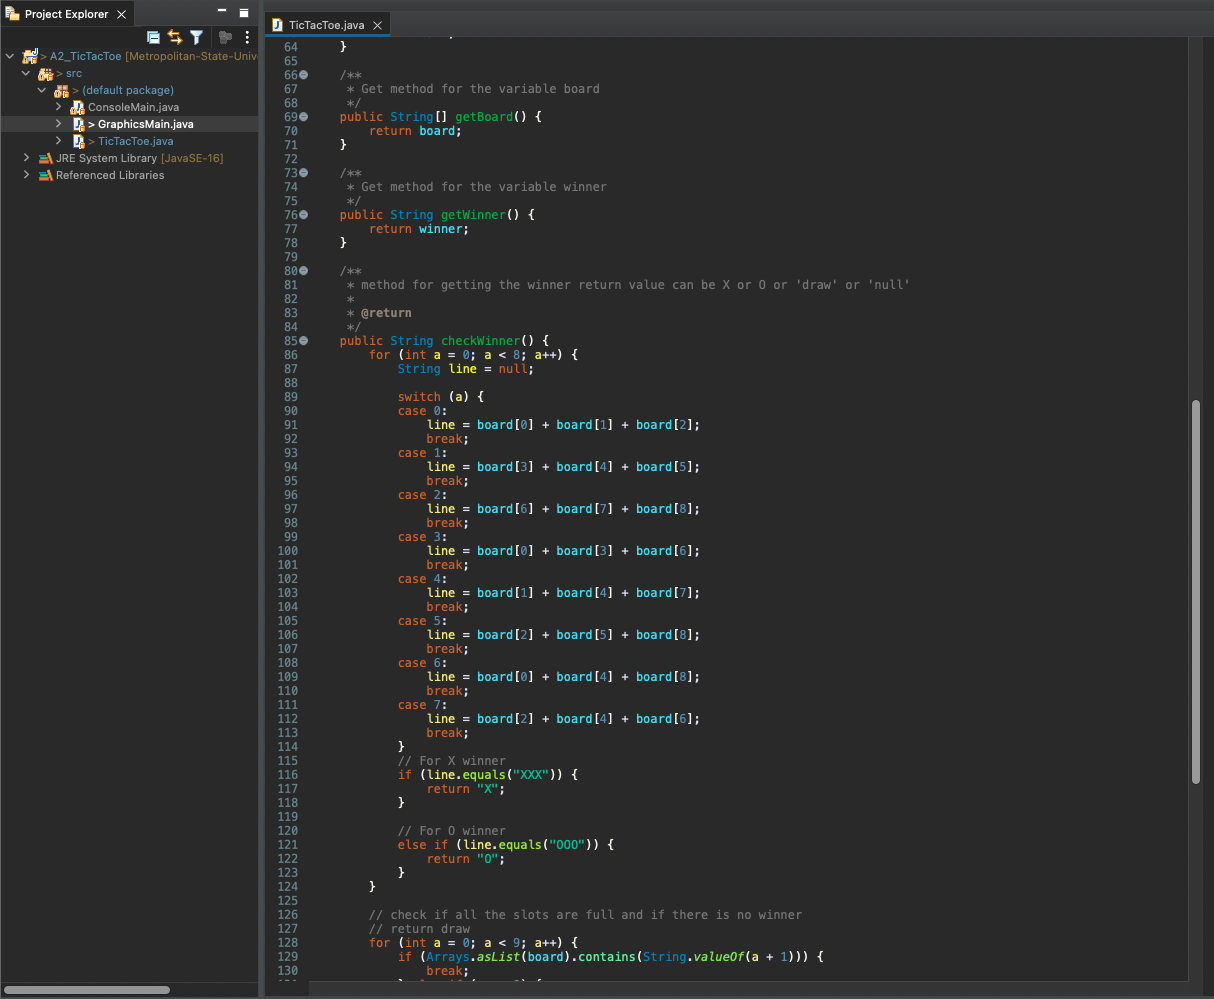 Project Explorer
> A2_TicTacToe [Metropolitan-State-Univ
> src
> (default package)
ConsoleMain.java
> GraphicsMain.java
> TicTacToe.java
JRE System Library [JavaSE-16]
Referenced Libraries
TicTacToe.java
64 }
65
66 /**
67 * Get method for the variable board
68 */
69 public String[] getBoard() {
70 return board;
71 }
72
73 /**
74 * Get method for the variable winner
75 */
76 public String getWinner() {
77 return winner;
78 }
79
80 /**
81 * method for getting the winner return value can be X or O or 'draw' or 'null'
82 *
83 * @return
84 */
85 public String checkWinner() {
86 for (int a = 0; a < 8; a++) {
87 String line = null;
88
89 switch (a) {
90 case 0:
91 line = board[0] + board[1] + board[2];
92 break;
93 case 1:
94 line = board[3] + board[4] + board[5];
95 break;
96 case 2:
97 line = board[6] + board[7] + board[8];
98 break;
99 case 3:
100 line = board[0] + board[3] + board[6];
101 break;
102 case 4:
103 line = board[1] + board[4] + board[7];
104 break;
105 case 5:
106 line = board[2] + board[5] + board[8];
107 break;
108 case 6:
109 line = board[0] + board[4] + board[8];
110 break;
111 case 7:
112 line = board[2] + board[4] + board[6];
113 break;
114 }
115 // For X winner
116 if (line.equals("XXX")) {
117 return "X";
118 }
119
120 // For O winner
121 else if (line.equals("OOO")) {
122 return "O";
123 }
124 }
125
126 // check if all the slots are full and if there is no winner
127 // return draw
128 for (int a = 0; a < 9; a++) {
129 if (Arrays.asList(board).contains(String.valueOf(a + 1))) {
130 break;